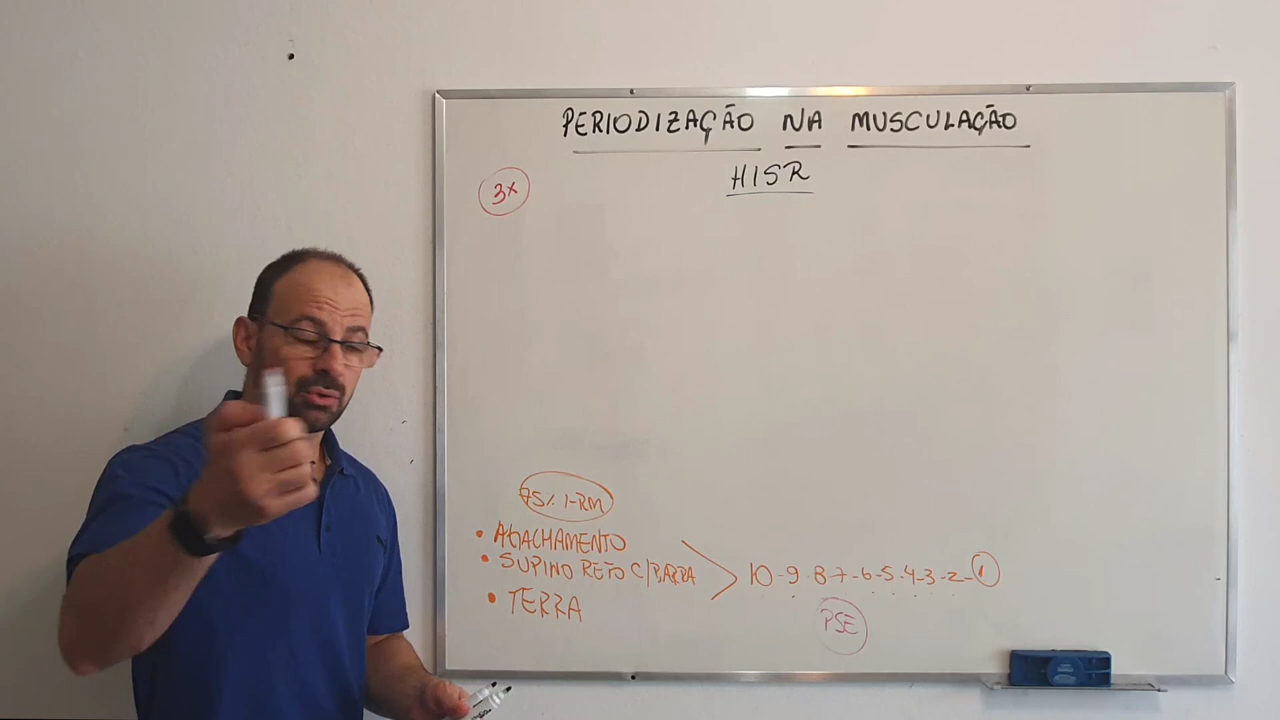 PERIODIZAÇÃO NA MUSCULAÇÃO
HISR
3x
75% 1-RM
• AGACHAMENTO
• SUPINO RETO C/BARRA
• TERRA
10-9-8-7-6-5-4-3-2-1
PSE